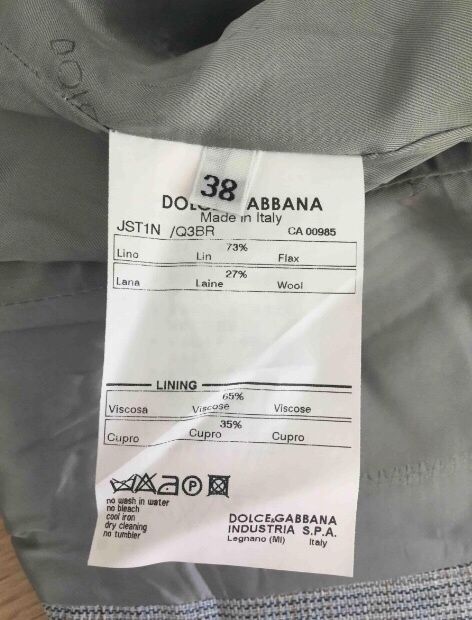 38
DOL ABBANA
Made in Italy
JST1N /Q3BR CA 00985
73%
Lino Lin Flax
27%
Lana Laine Wool
LINING
65%
Viscosa Viscose Viscose
35%
Cupro Cupro Cupro
A P
no wash in water
no bleach
cool iron
dry cleaning
no tumbler
DOLCE&GABBANA
INDUSTRIA S.P.A.
Legnano (MI) Italy